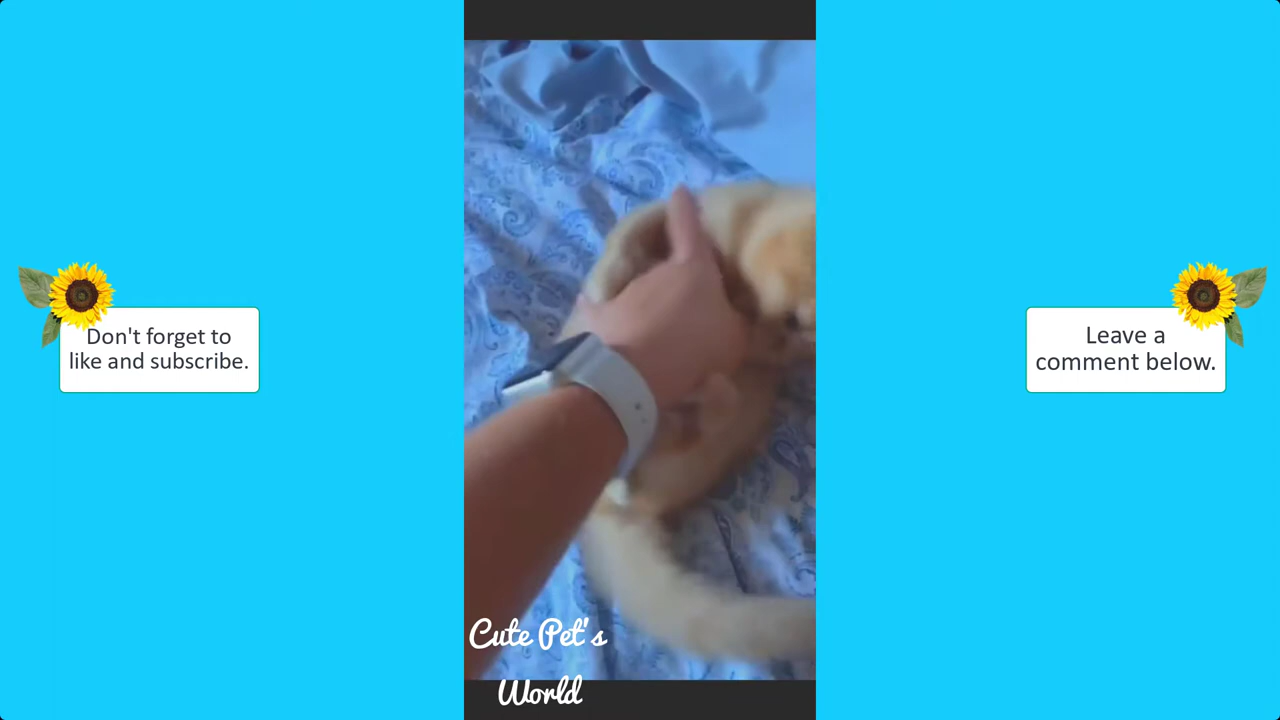 Don't forget to
like and subscribe.
Leave a
comment below.
Cute Pet's
World